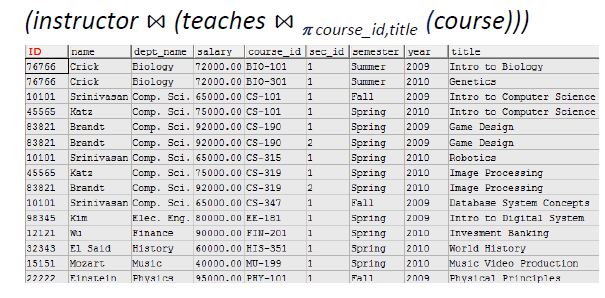 (instructor ⋈ (teaches ⋈ π course_id,title (course)))
ID name dept_name salary course_id sec_id semester year title
76766 Crick Biology 72000.00 BIO-101 1 Summer 2009 Intro to Biology
76766 Crick Biology 72000.00 BIO-301 1 Summer 2010 Genetics
10101 Srinivasan Comp. Sci. 65000.00 CS-101 1 Fall 2009 Intro to Computer Science
45565 Katz Comp. Sci. 75000.00 CS-101 1 Spring 2010 Intro to Computer Science
83821 Brandt Comp. Sci. 92000.00 CS-190 1 Spring 2009 Game Design
83821 Brandt Comp. Sci. 92000.00 CS-190 2 Spring 2009 Game Design
10101 Srinivasan Comp. Sci. 65000.00 CS-315 1 Spring 2010 Robotics
45565 Katz Comp. Sci. 75000.00 CS-319 1 Spring 2010 Image Processing
83821 Brandt Comp. Sci. 92000.00 CS-319 2 Spring 2010 Image Processing
10101 Srinivasan Comp. Sci. 65000.00 CS-347 1 Fall 2009 Database System Concepts
98345 Kim Elec. Eng. 80000.00 EE-181 1 Spring 2009 Intro to Digital System
12121 Wu Finance 90000.00 FIN-201 1 Spring 2010 Invesment Banking
32343 El Said History 60000.00 HIS-351 1 Spring 2010 World History
15151 Mozart Music 40000.00 MU-199 1 Spring 2010 Music Video Production
22222 Einstein Physics 95000.00 PHY-101 1 Fall 2009 Physical Principles